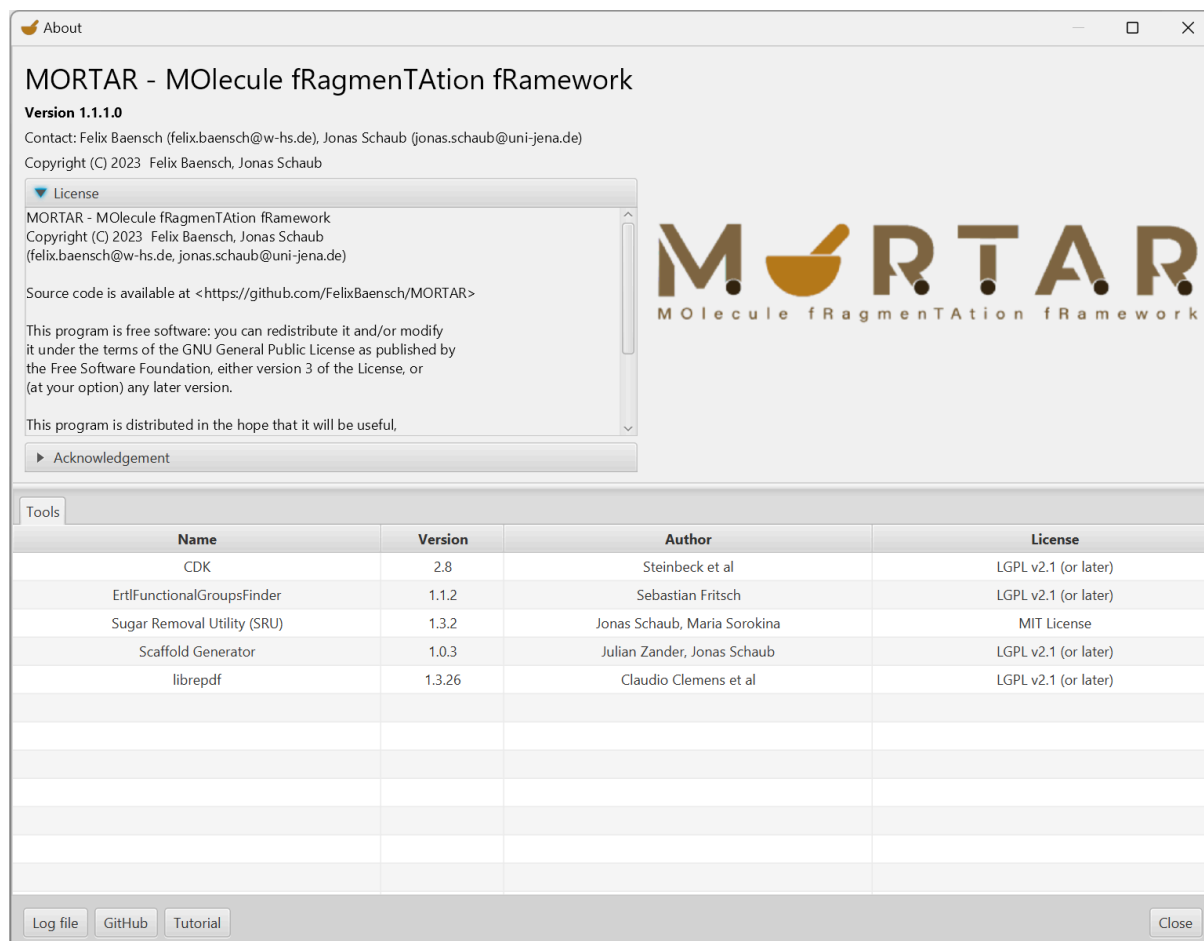 About
MORTAR - MOlecule fRagmenTAtion fRamework
Version 1.1.1.0
Contact: Felix Baensch (felix.baensch@w-hs.de), Jonas Schaub (jonas.schaub@uni-jena.de)
Copyright (C) 2023  Felix Baensch, Jonas Schaub
License
MORTAR - MOlecule fRagmenTAtion fRamework
Copyright (C) 2023  Felix Baensch, Jonas Schaub
(felix.baensch@w-hs.de, jonas.schaub@uni-jena.de)
Source code is available at <https://github.com/FelixBaensch/MORTAR>
This program is free software: you can redistribute it and/or modify
it under the terms of the GNU General Public License as published by
the Free Software Foundation, either version 3 of the License, or
(at your option) any later version.
This program is distributed in the hope that it will be useful,
Acknowledgement
MORTAR
MOlecule fRagmenTAtion fRamework
Tools
Name Version Author License
CDK 2.8 Steinbeck et al LGPL v2.1 (or later)
ErtlFunctionalGroupsFinder 1.1.2 Sebastian Fritsch LGPL v2.1 (or later)
Sugar Removal Utility (SRU) 1.3.2 Jonas Schaub, Maria Sorokina MIT License
Scaffold Generator 1.0.3 Julian Zander, Jonas Schaub LGPL v2.1 (or later)
librepdf 1.3.26 Claudio Clemens et al LGPL v2.1 (or later)
Log file GitHub Tutorial Close